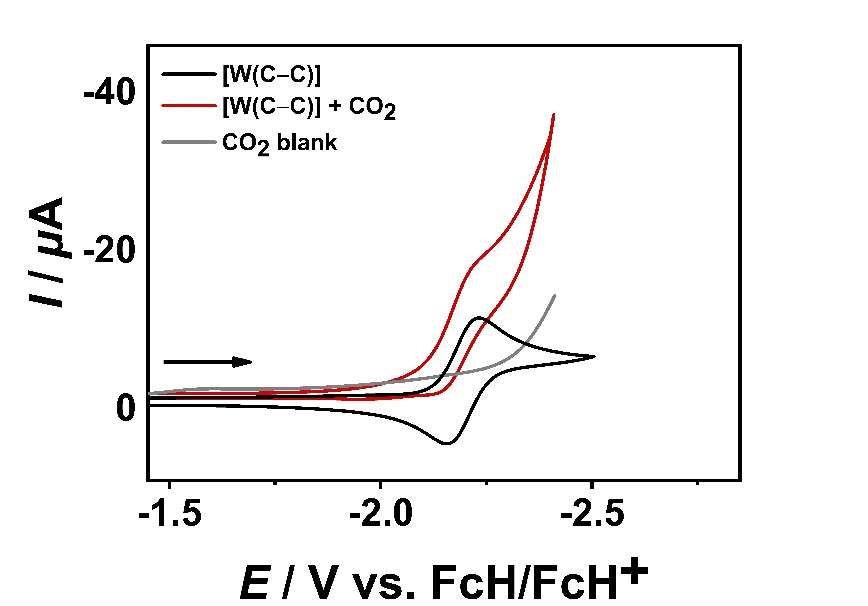 [W(C–C)]
[W(C–C)] + CO2
CO2 blank
-40
-20
0
I / µA
-1.5 -2.0 -2.5
E / V vs. FcH/FcH+